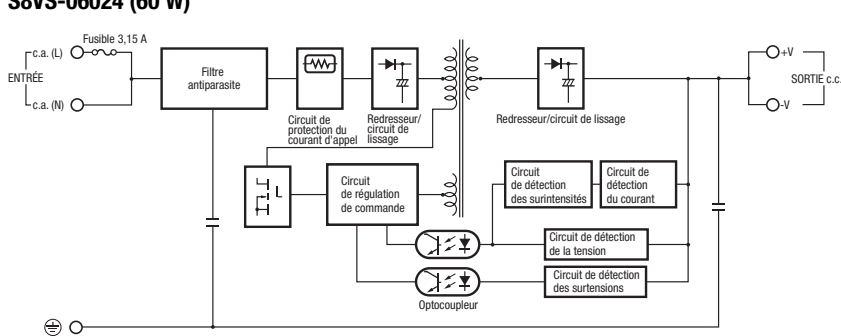 S8VS-06024 (60 W)
Fusible 3,15 A
c.a. (L)
ENTRÉE
c.a. (N)
Filtre
antiparasite
Circuit de
protection du
courant d'appel
Redresseur/
circuit de
lissage
Redresseur/circuit de lissage
+V
SORTIE c.c.
-V
Circuit
de régulation
de commande
Circuit
de détection
des surintensités
Circuit de
détection
du courant
Circuit de détection
de la tension
Circuit de détection
des surtensions
Optocoupleur